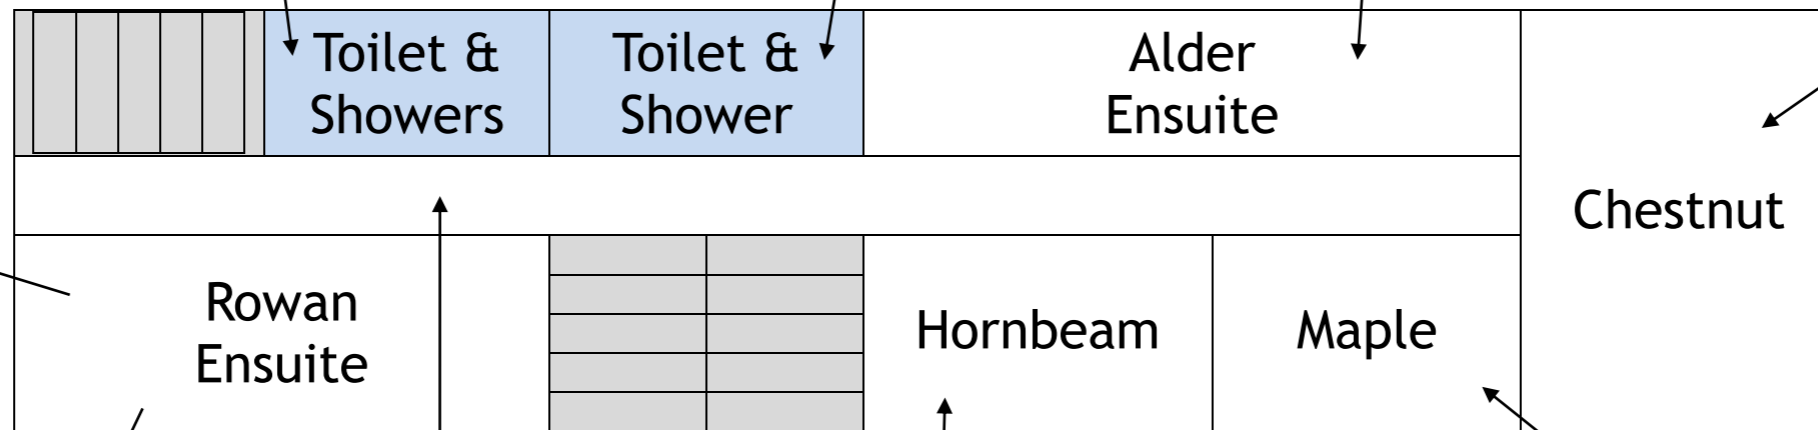 Toilet &
Showers
Toilet &
Shower
Alder
Ensuite
Chestnut
Rowan
Ensuite
Hornbeam
Maple